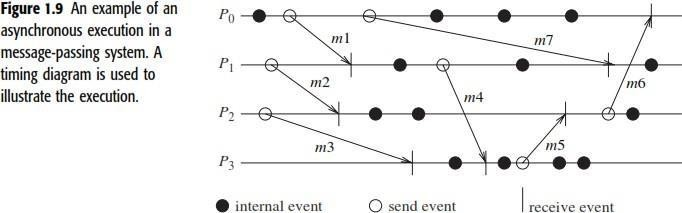 Figure 1.9 An example of an
asynchronous execution in a
message-passing system. A
timing diagram is used to
illustrate the execution.
P0
m1
m7
P1
m2
m4
m6
P2
m3
m5
P3
internal event
send event
receive event